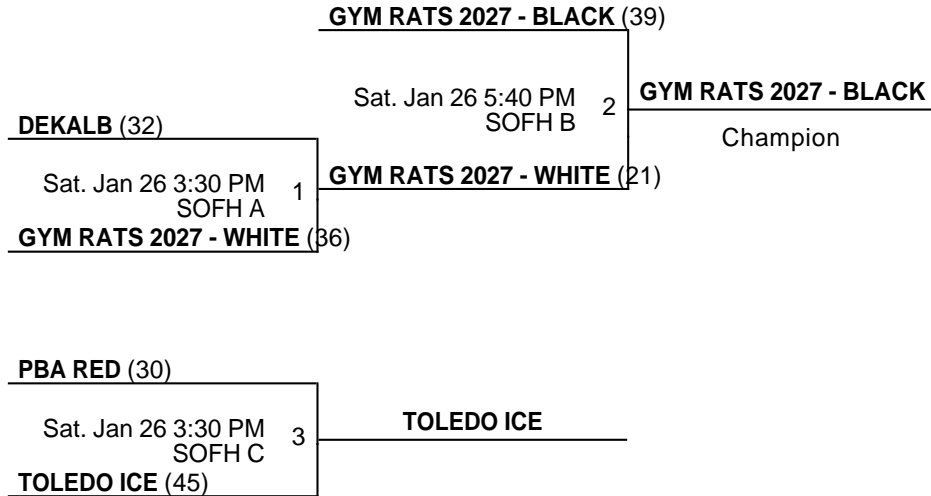 GYM RATS 2027 - BLACK (39)
Sat. Jan 26 5:40 PM
SOFH B
2
GYM RATS 2027 - BLACK
Champion
DEKALB (32)
Sat. Jan 26 3:30 PM
SOFH A
1
GYM RATS 2027 - WHITE (21)
GYM RATS 2027 - WHITE (36)
PBA RED (30)
Sat. Jan 26 3:30 PM
SOFH C
3
TOLEDO ICE
TOLEDO ICE (45)